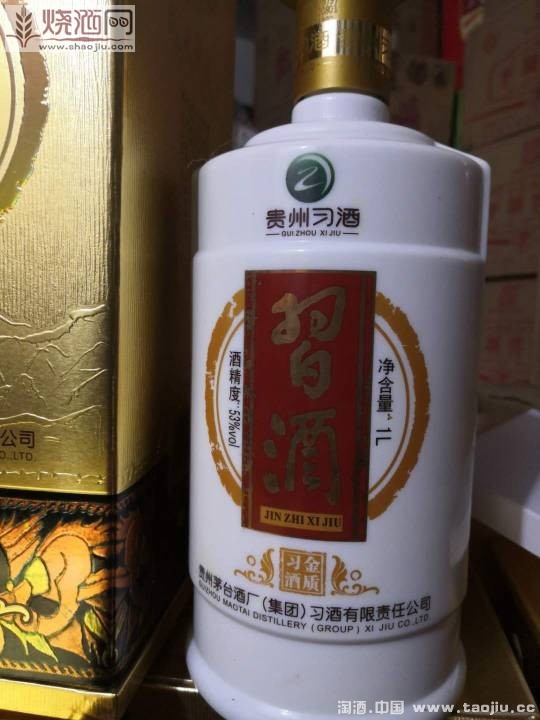 烧酒网
www.shaojiu.com
酒
贵州习酒
GUI ZHOU XI JIU
習酒
酒精度：53%vol
净含量：1L
JIN ZHI XI JIU
金质
习酒
贵州茅台酒厂（集团）习酒有限责任公司
GUIZHOU MAOTAI DISTILLERY (GROUP) XI JIU CO.,LTD.
公司
CO.,LTD.
淘酒.中国 www.taojiu.cc